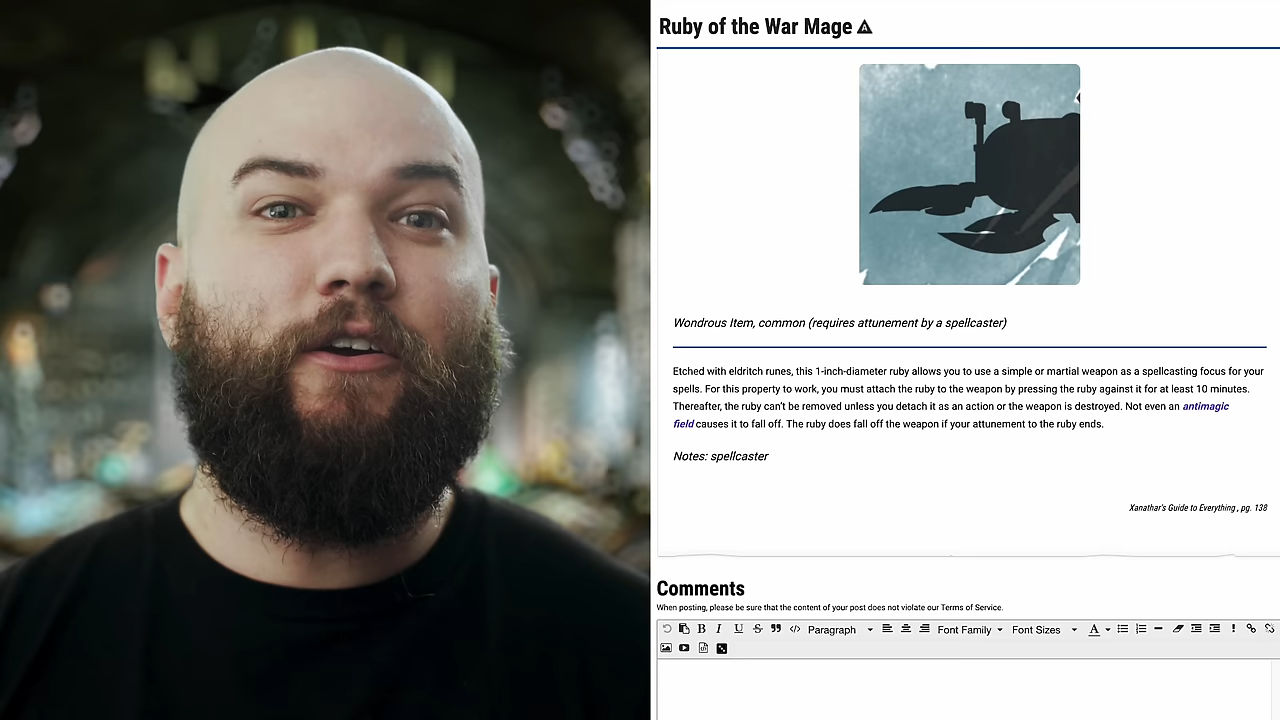 Ruby of the War Mage
Wondrous Item, common (requires attunement by a spellcaster)
Etched with eldritch runes, this 1-inch-diameter ruby allows you to use a simple or martial weapon as a spellcasting focus for your
spells. For this property to work, you must attach the ruby to the weapon by pressing the ruby against it for at least 10 minutes.
Thereafter, the ruby can't be removed unless you detach it as an action or the weapon is destroyed. Not even an antimagic
field causes it to fall off. The ruby does fall off the weapon if your attunement to the ruby ends.
Notes: spellcaster
Xanathar's Guide to Everything , pg. 138
Comments
When posting, please be sure that the content of your post does not violate our Terms of Service.
B I U S Paragraph Font Family Font Sizes A